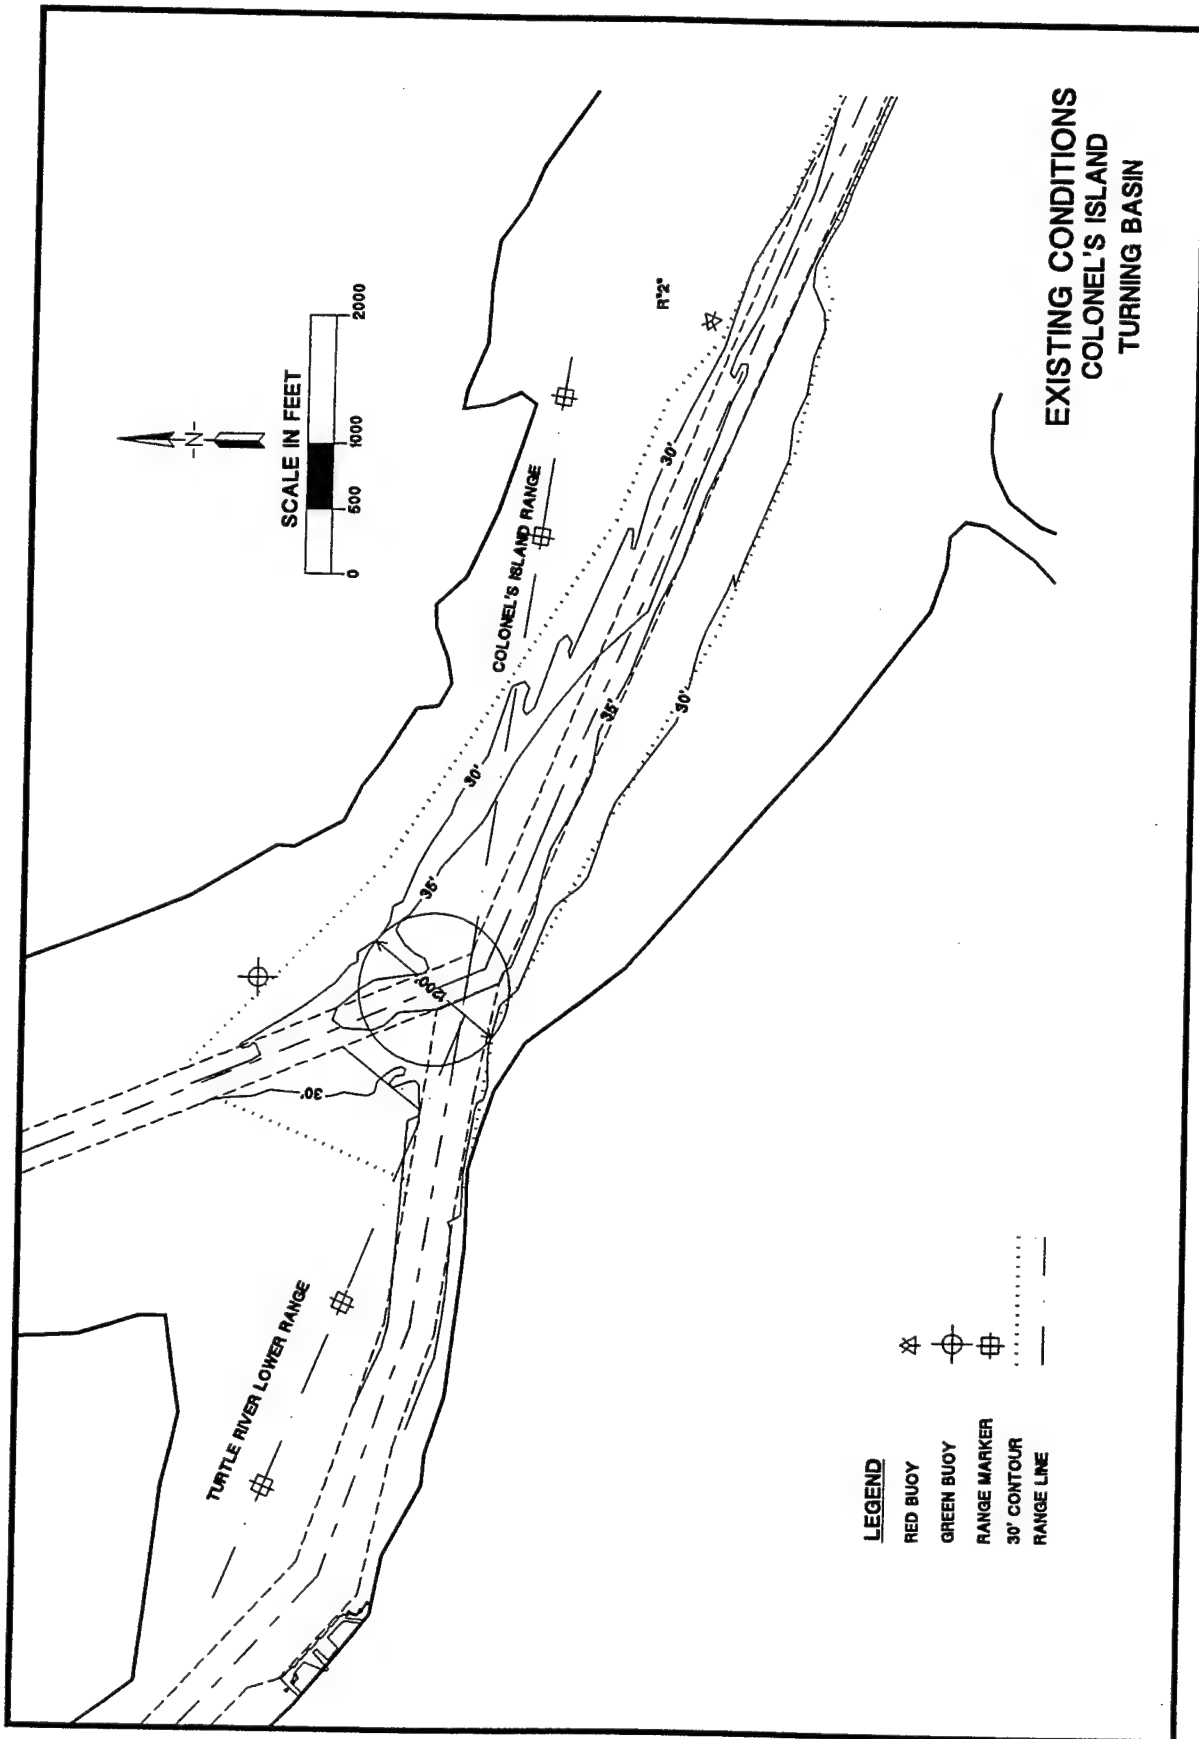 -N-
SCALE IN FEET
0
500
1000
2000
COLONEL'S ISLAND RANGE
R"2"
30'
30'
35'
35'
30'
1200'
30'
TURTLE RIVER LOWER RANGE
LEGEND
RED BUOY
GREEN BUOY
RANGE MARKER
30' CONTOUR
RANGE LINE
EXISTING CONDITIONS
COLONEL'S ISLAND
TURNING BASIN